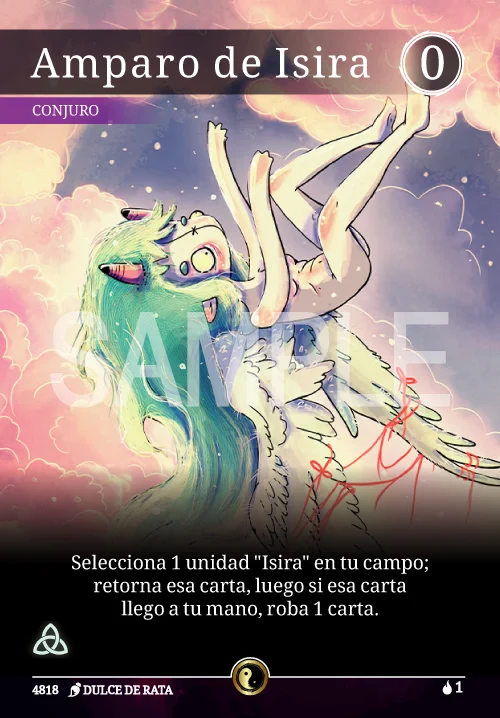 Amparo de Isira
0
CONJURO
SAMPLE
Selecciona 1 unidad "Isira" en tu campo;
retorna esa carta, luego si esa carta
llego a tu mano, roba 1 carta.
4818 DULCE DE RATA
1